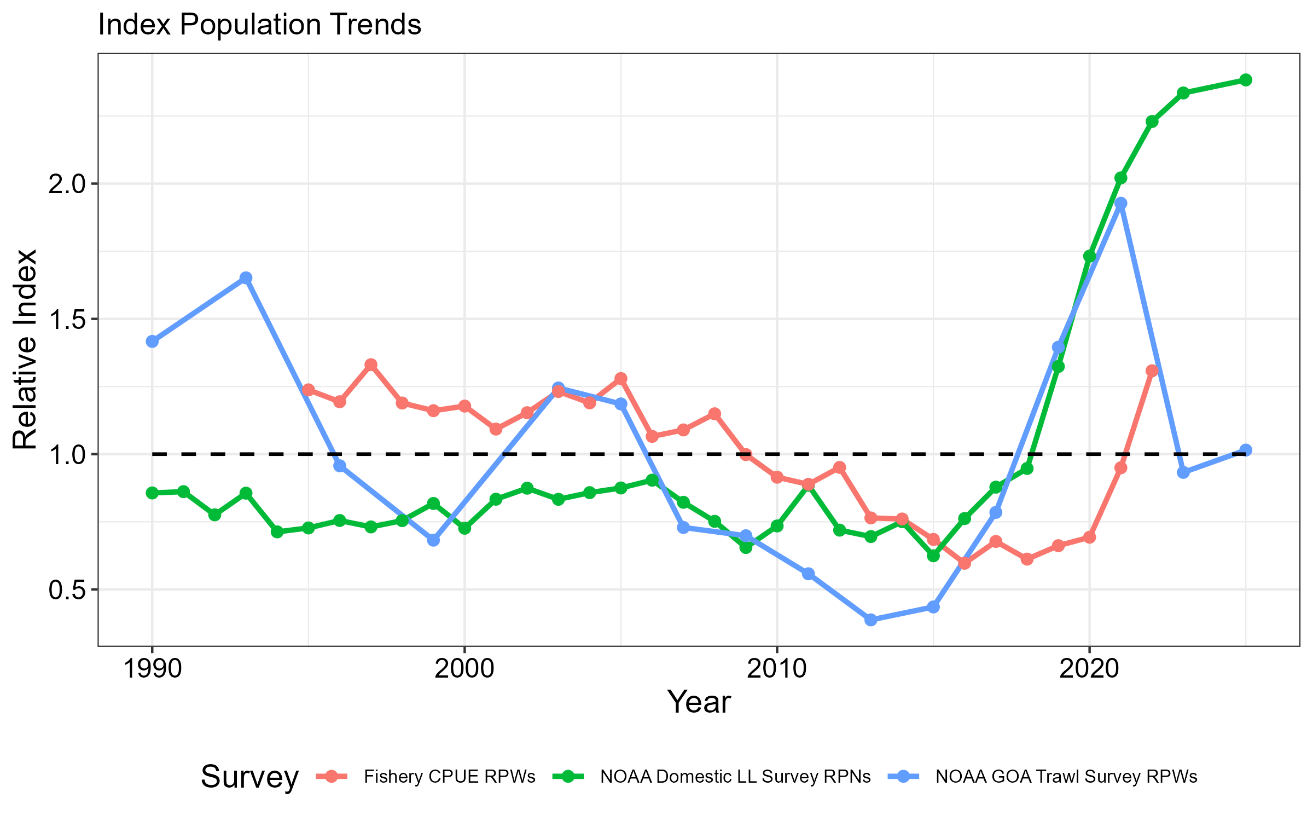 Index Population Trends
Relative Index
2.0
1.5
1.0
0.5
1990 2000 2010 2020
Year
Survey Fishery CPUE RPWs NOAA Domestic LL Survey RPNs NOAA GOA Trawl Survey RPWs